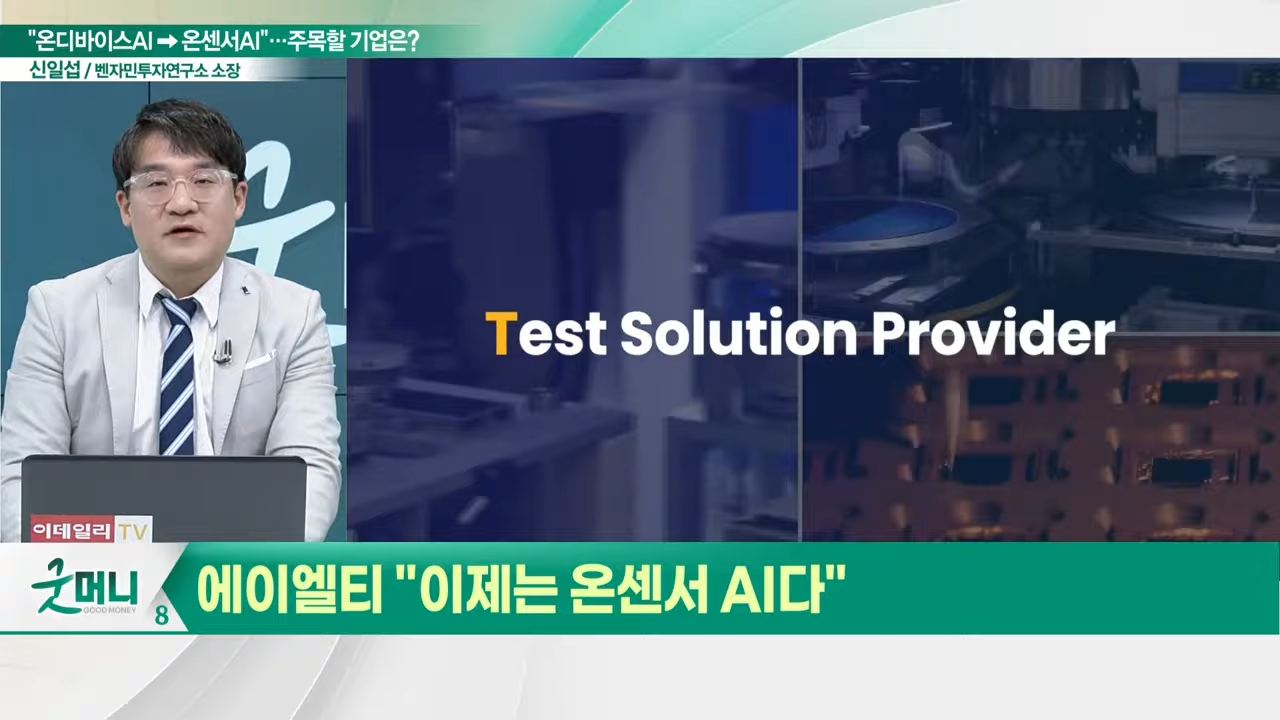 "온디바이스AI ➡ 온센서AI"…주목할 기업은?
신일섭 / 벤자민투자연구소 소장
Test Solution Provider
이데일리 TV
굿머니
GOOD MONEY
8
에이엘티 "이제는 온센서 AI다"